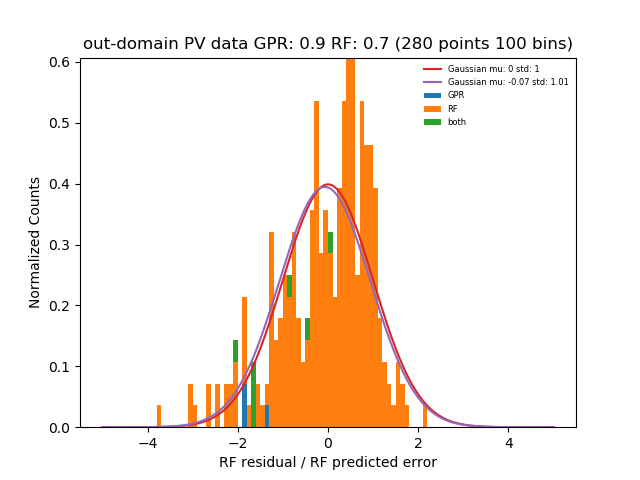 out-domain PV data GPR: 0.9 RF: 0.7 (280 points 100 bins)
Gaussian mu: 0 std: 1
Gaussian mu: -0.07 std: 1.01
GPR
RF
both
Normalized Counts
0.6
0.5
0.4
0.3
0.2
0.1
0.0
−4 −2 0 2 4
RF residual / RF predicted error